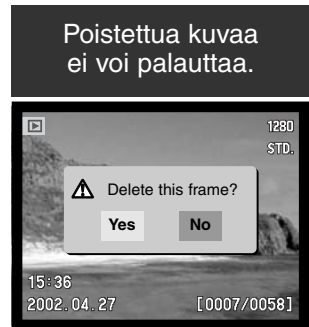 Poistettua kuvaa
ei voi palauttaa.
1280
STD.
Delete this frame?
Yes No
15:36
2002.04.27 [0007/0058]